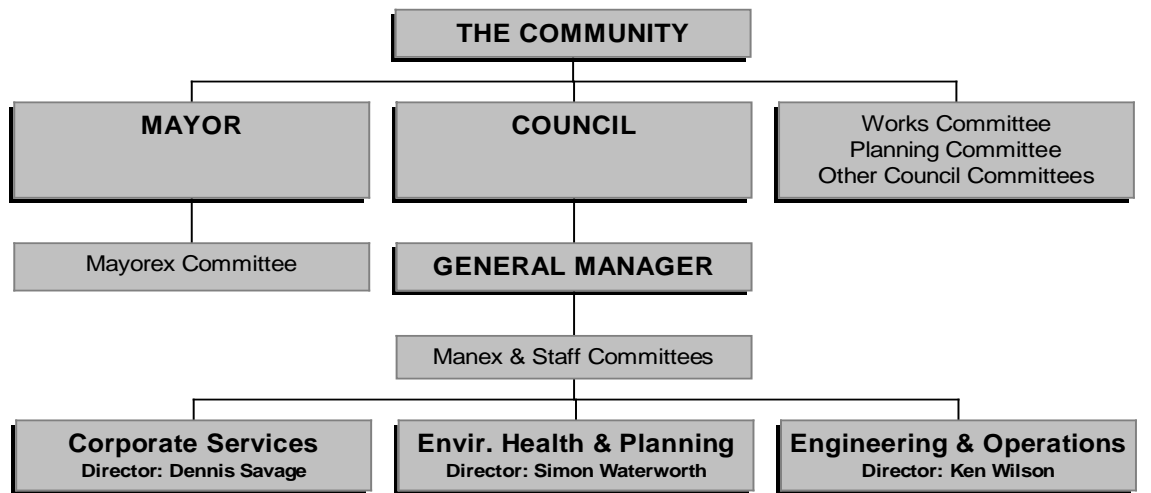 THE COMMUNITY
MAYOR
COUNCIL
Works Committee
Planning Committee
Other Council Committees
Mayorex Committee
GENERAL MANAGER
Manex & Staff Committees
Corporate Services
Director: Dennis Savage
Envir. Health & Planning
Director: Simon Waterworth
Engineering & Operations
Director: Ken Wilson